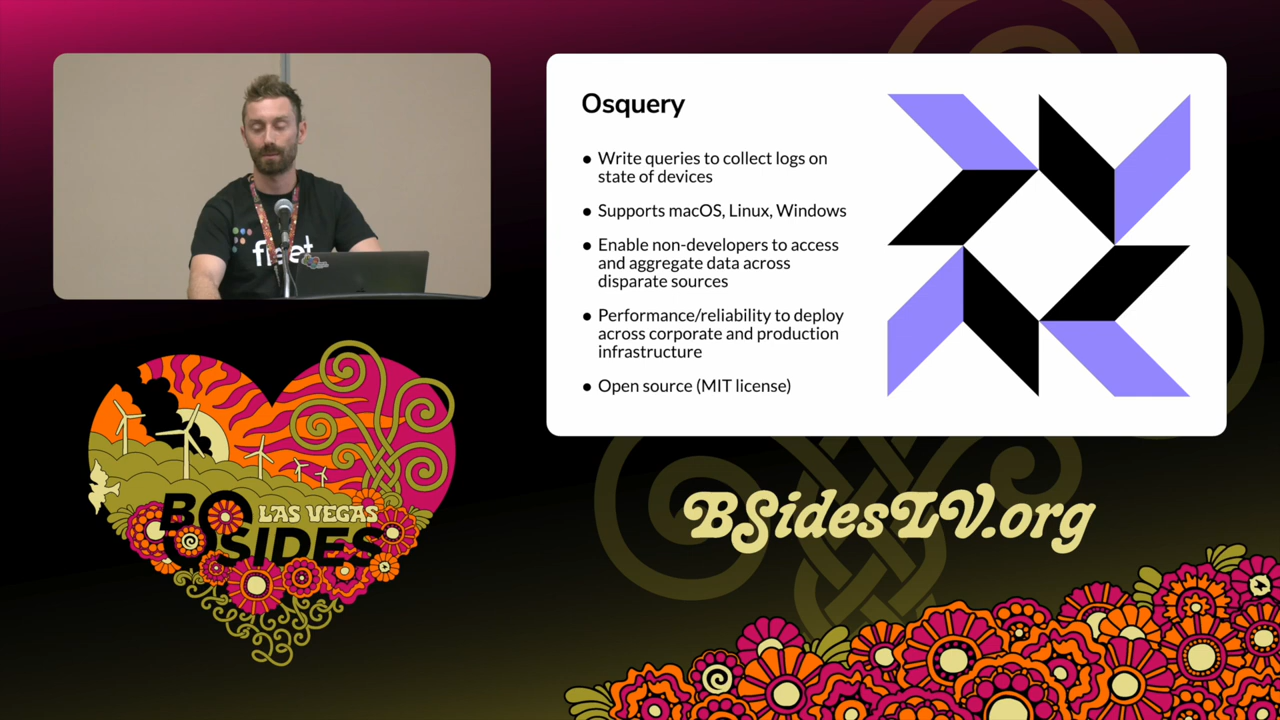 fleet
Osquery
● Write queries to collect logs on
state of devices
● Supports macOS, Linux, Windows
● Enable non-developers to access
and aggregate data across
disparate sources
● Performance/reliability to deploy
across corporate and production
infrastructure
● Open source (MIT license)
LAS VEGAS
BSIDES
23
BSidesLV.org